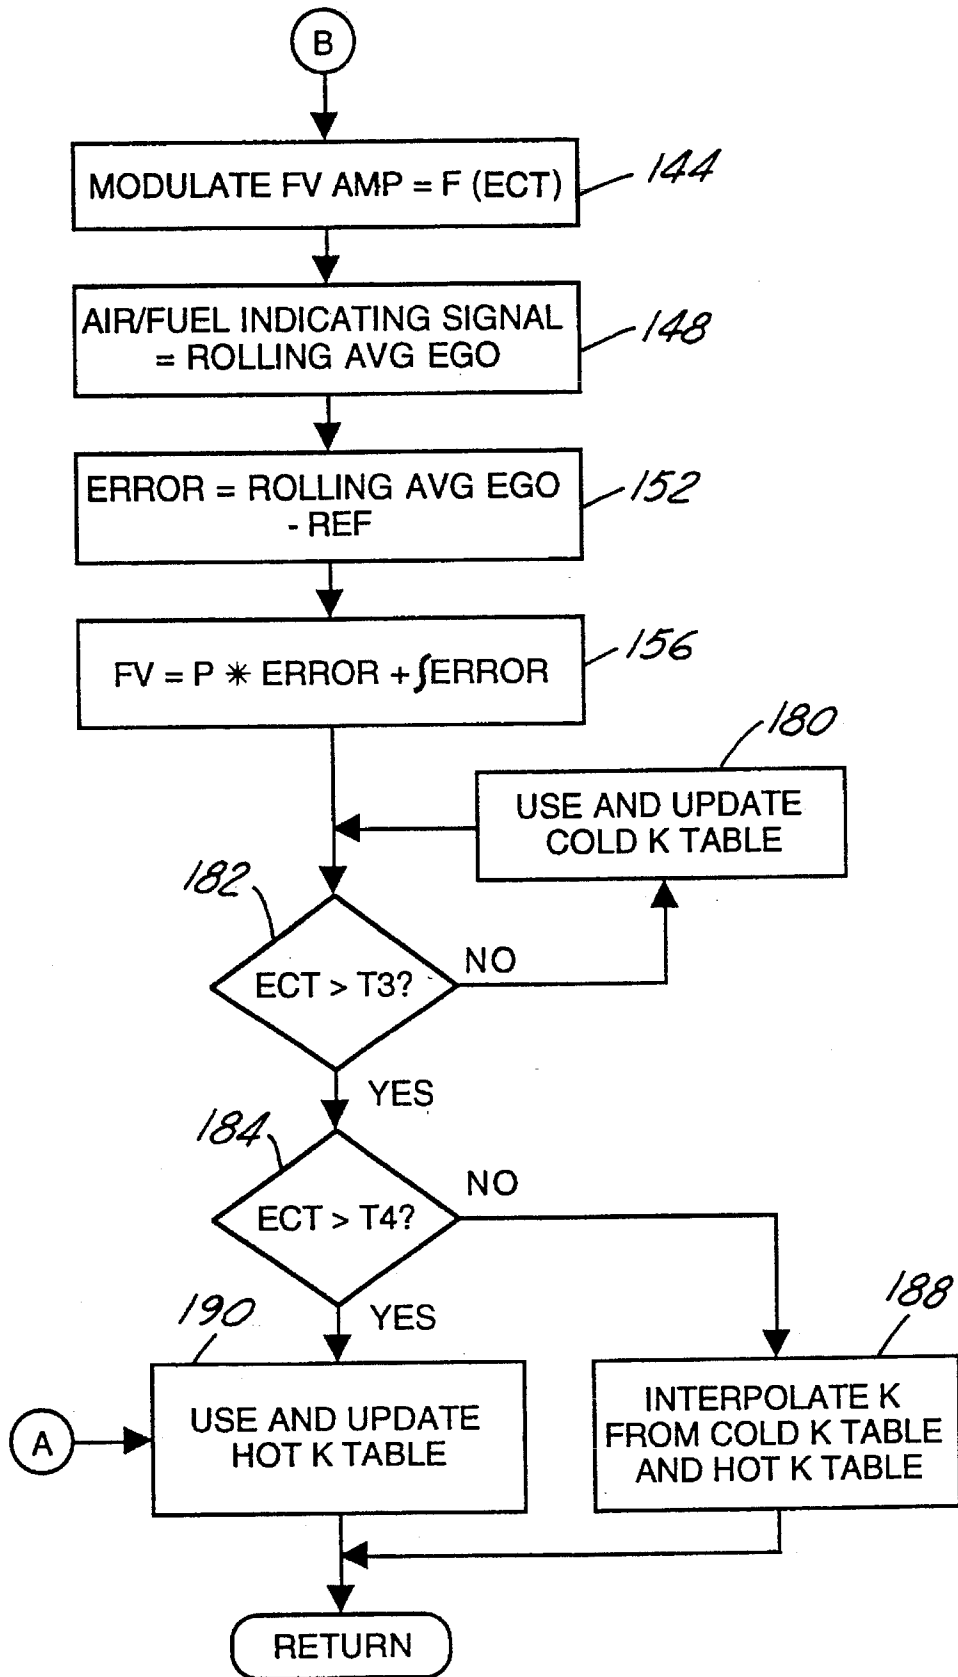 B
MODULATE FV AMP = F (ECT)
144
AIR/FUEL INDICATING SIGNAL
= ROLLING AVG EGO
148
ERROR = ROLLING AVG EGO
- REF
152
FV = P * ERROR + ∫ERROR
156
180
USE AND UPDATE
COLD K TABLE
182
ECT > T3?
NO
YES
184
ECT > T4?
NO
YES
190
188
USE AND UPDATE
HOT K TABLE
A
INTERPOLATE K
FROM COLD K TABLE
AND HOT K TABLE
RETURN